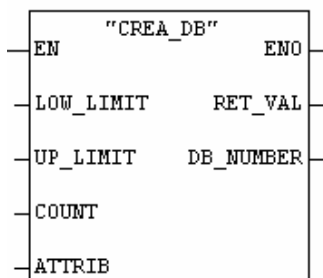 "CREA_DB"
EN ENO
LOW_LIMIT RET_VAL
UP_LIMIT DB_NUMBER
COUNT
ATTRIB